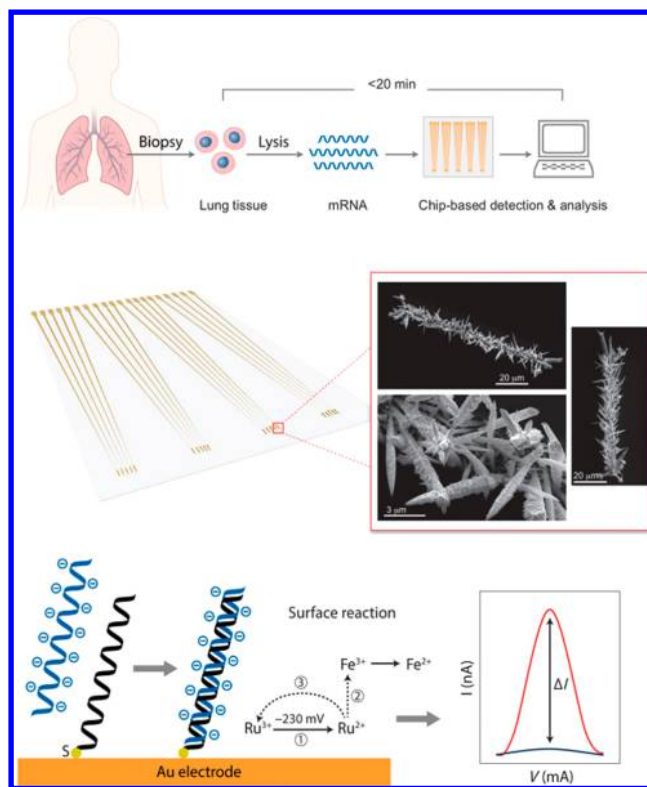 <20 min
Biopsy
Lysis
Lung tissue
mRNA
Chip-based detection & analysis
20 μm
3 μm
20 μm
Surface reaction
Fe³⁺ → Fe²⁺
③
②
Ru³⁺ −230 mV Ru²⁺
①
S
Au electrode
I (nA)
ΔI
V (mA)